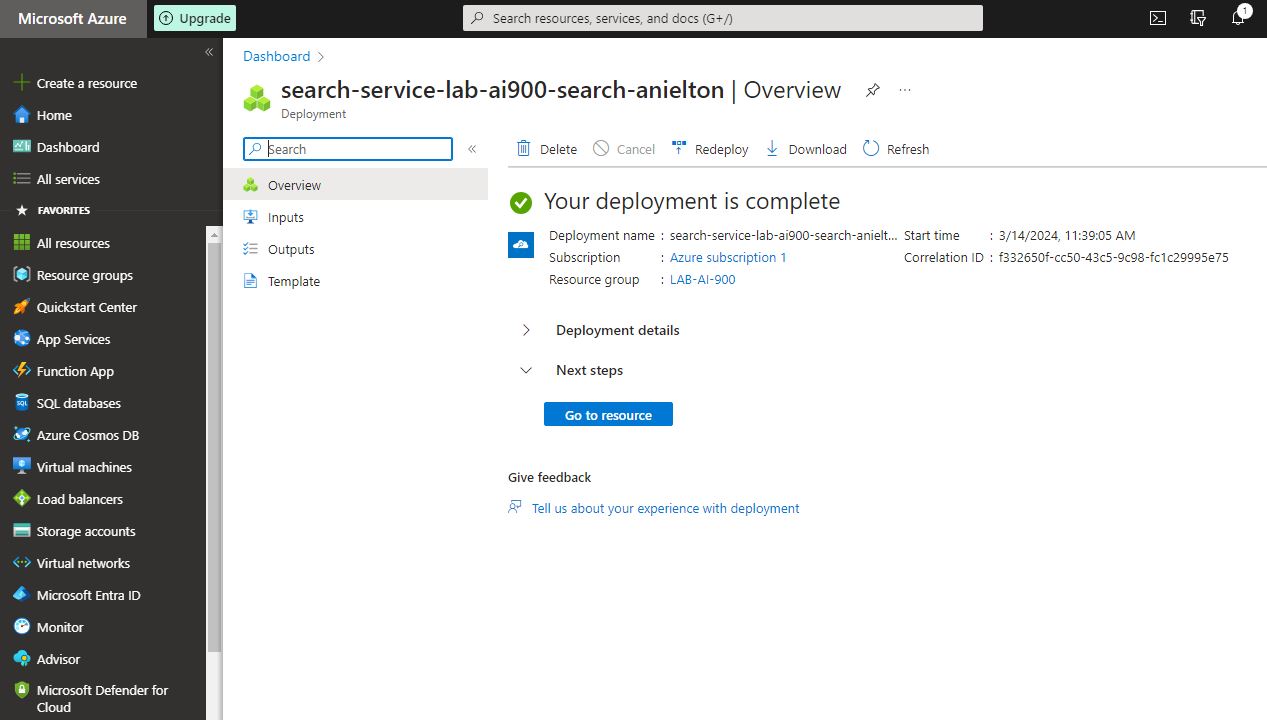 Microsoft Azure
Upgrade
Search resources, services, and docs (G+/)
1
«
Create a resource
Home
Dashboard
All services
FAVORITES
All resources
Resource groups
Quickstart Center
App Services
Function App
SQL databases
Azure Cosmos DB
Virtual machines
Load balancers
Storage accounts
Virtual networks
Microsoft Entra ID
Monitor
Advisor
Microsoft Defender for
Cloud
Dashboard >
search-service-lab-ai900-search-anielton | Overview
...
Deployment
Search
«
Overview
Inputs
Outputs
Template
Delete
Cancel
Redeploy
Download
Refresh
Your deployment is complete
Deployment name : search-service-lab-ai900-search-anielt...
Subscription : Azure subscription 1
Resource group : LAB-AI-900
Start time : 3/14/2024, 11:39:05 AM
Correlation ID : f332650f-cc50-43c5-9c98-fc1c29995e75
Deployment details
Next steps
Go to resource
Give feedback
Tell us about your experience with deployment